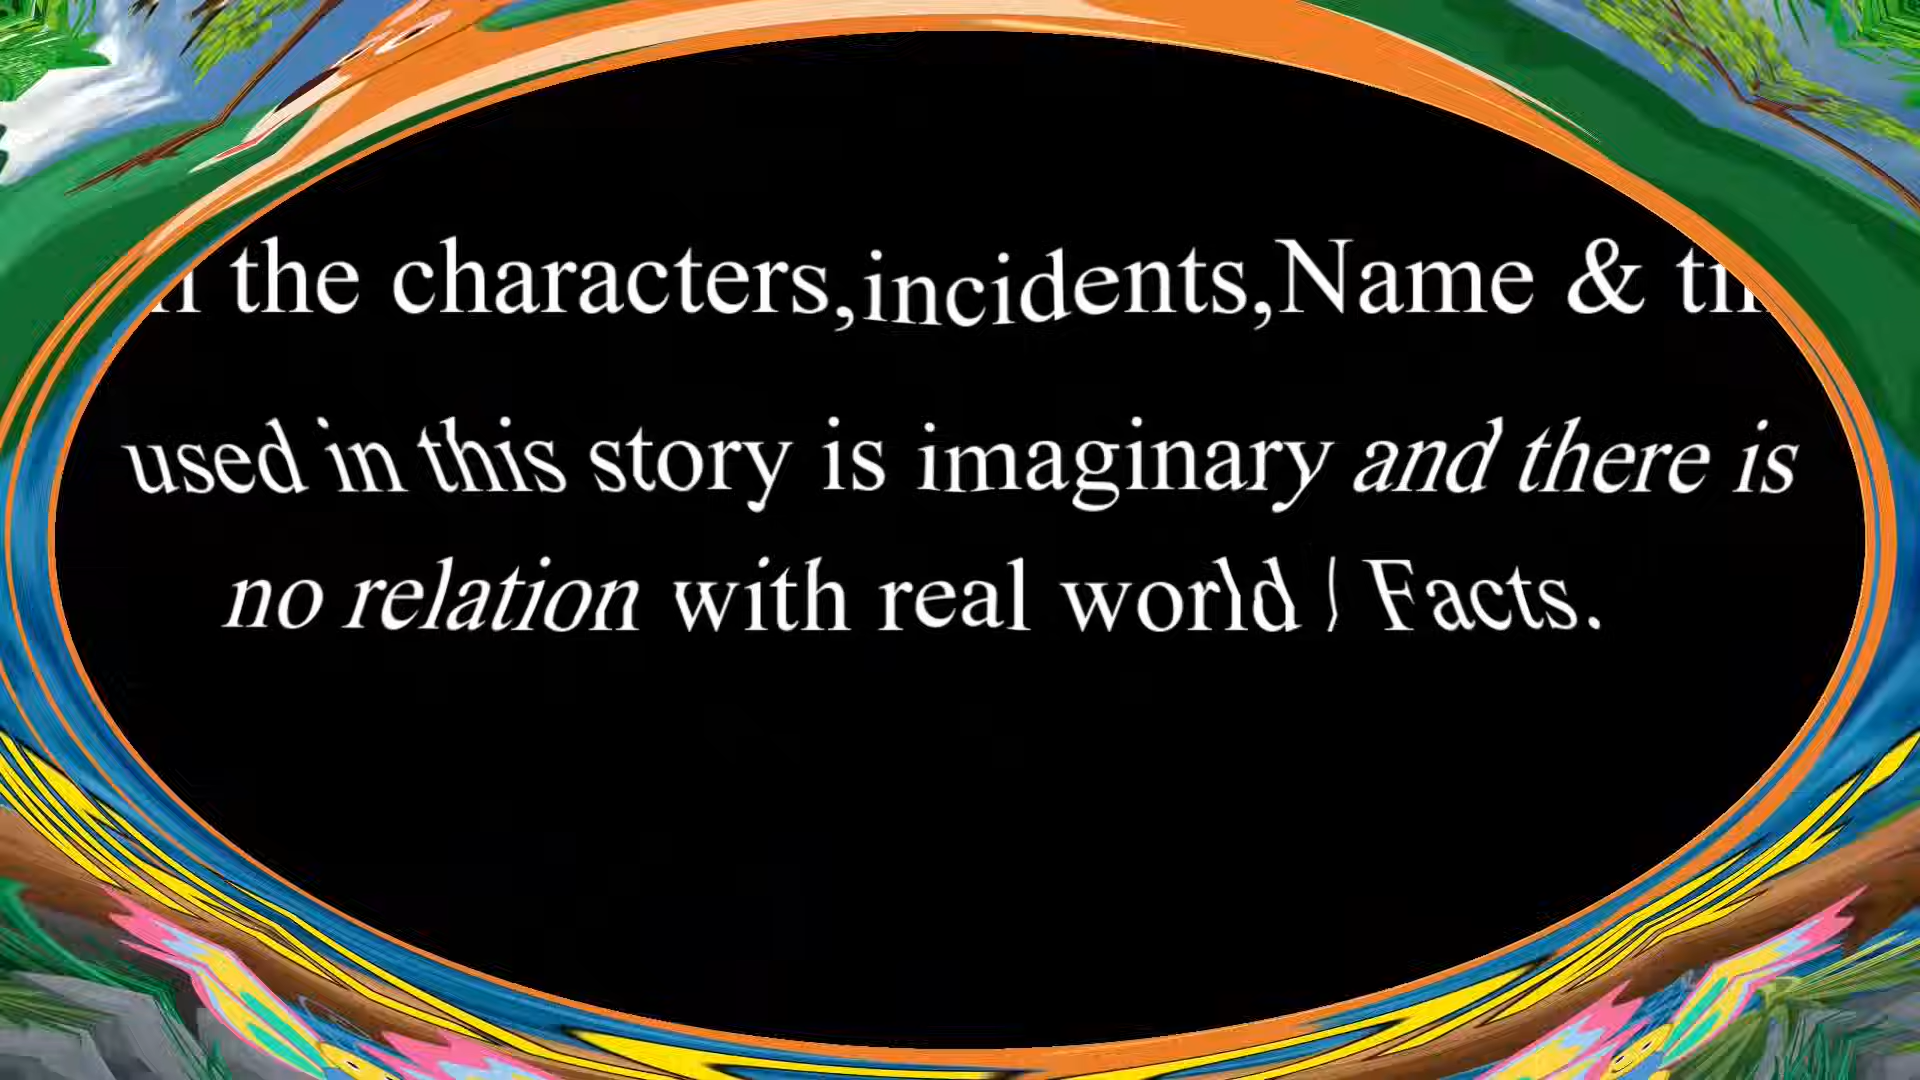 the characters,incidents,Name &
used in this story is imaginary and there is
no relation with real world / Facts.